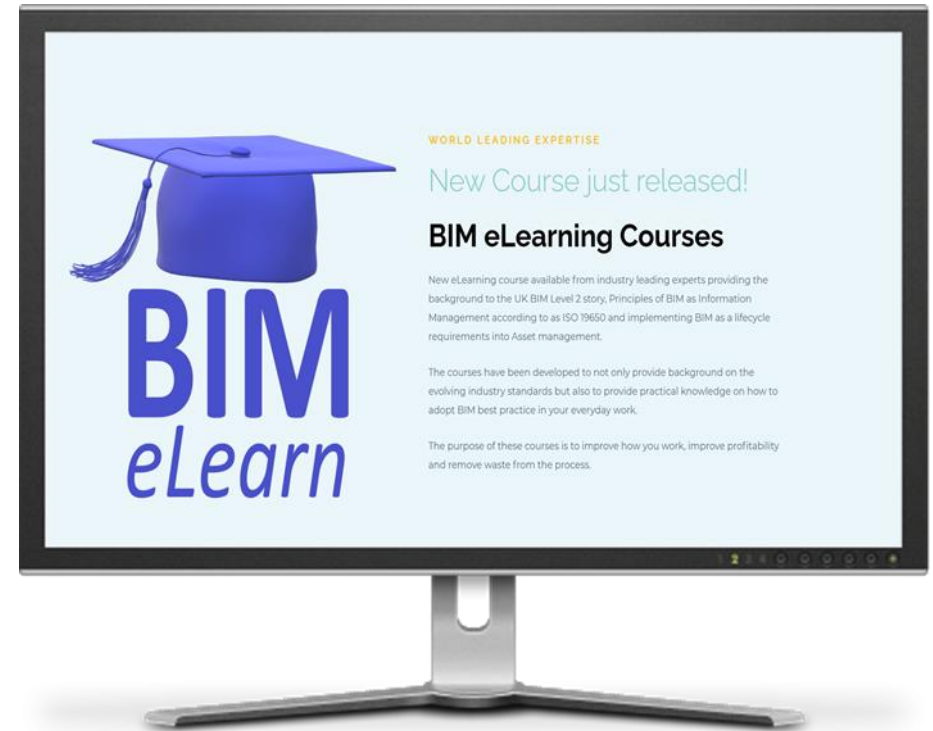 BIM
eLearn
WORLD LEADING EXPERTISE
New Course just released!
BIM eLearning Courses
New eLearning course available from industry leading experts providing the
background to the UK BIM Level 2 story, Principles of BIM as Information
Management according to as ISO 19650 and implementing BIM as a lifecycle
requirements into Asset management.
The courses have been developed to not only provide background on the
evolving industry standards but also to provide practical knowledge on how to
adopt BIM best practice in your everyday work.
The purpose of these courses is to improve how you work, improve profitability
and remove waste from the process.
1 2 3 4